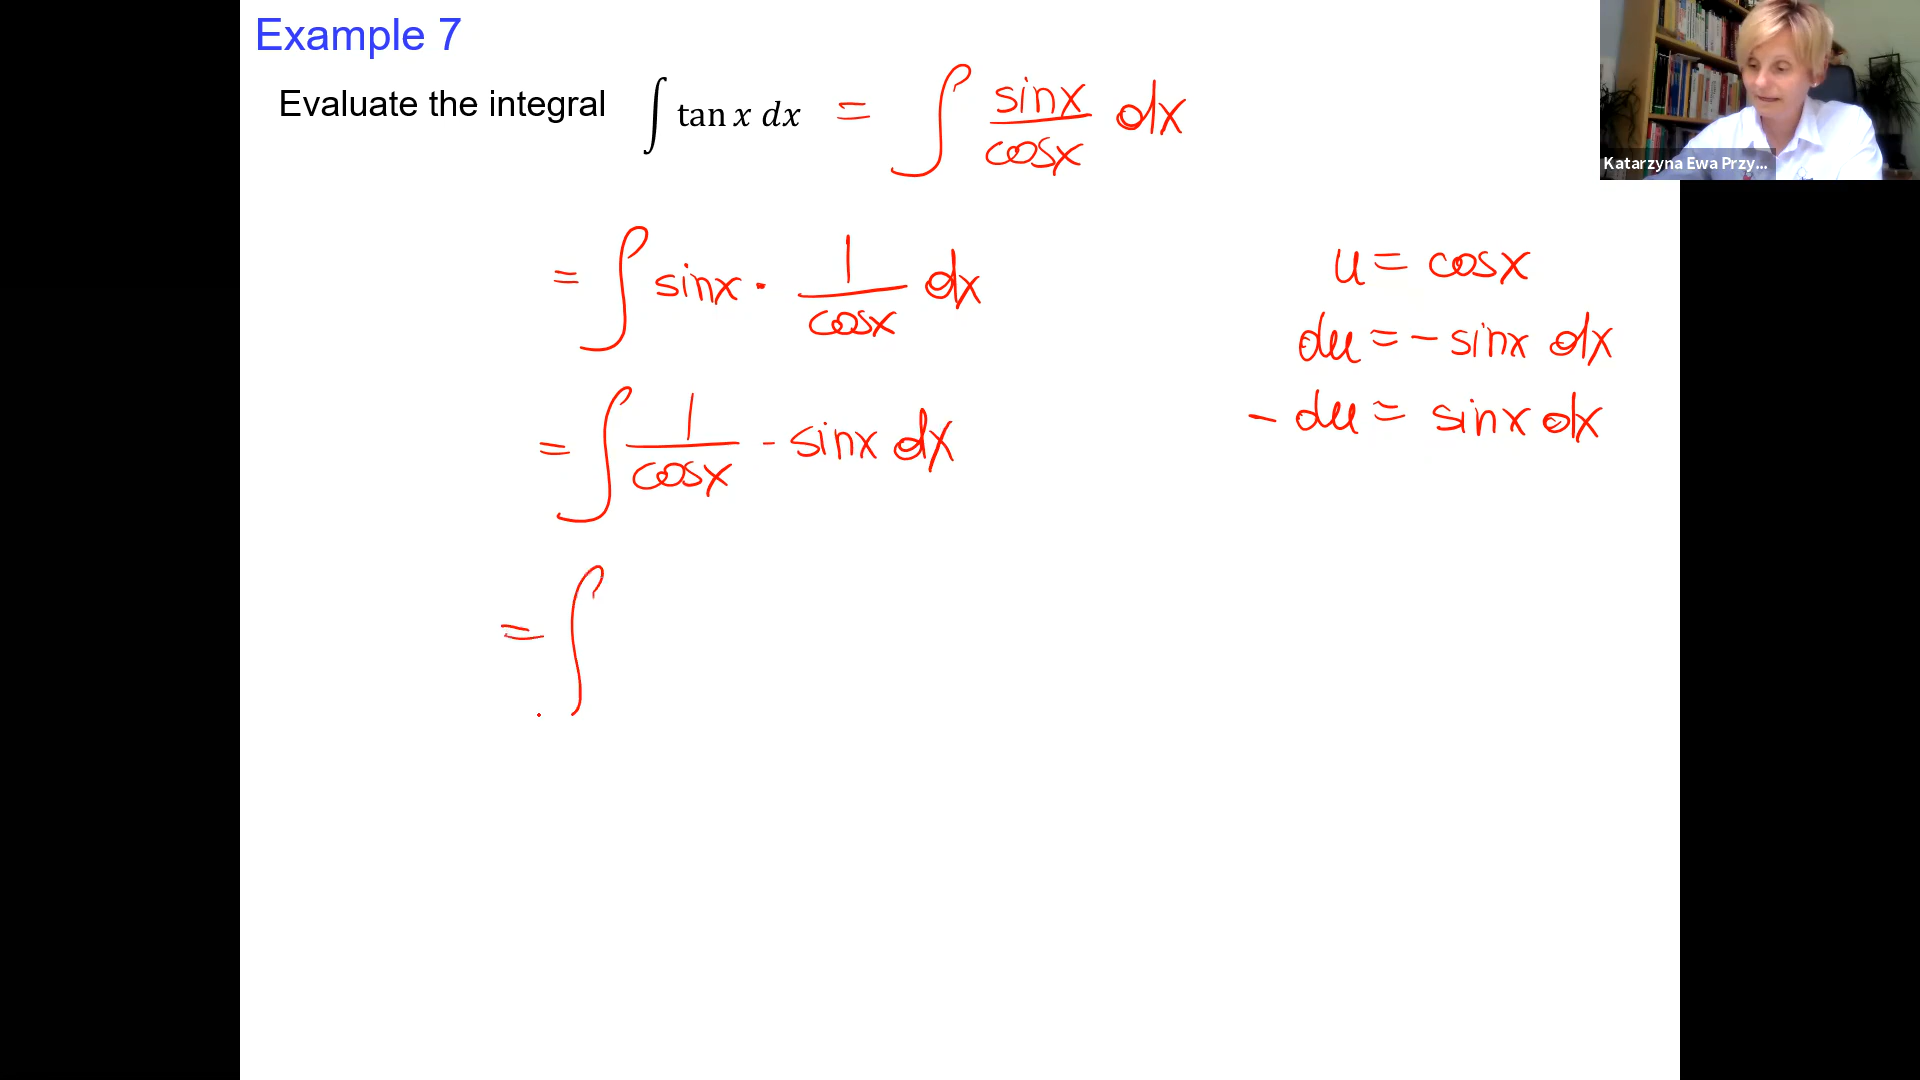 Example 7
Evaluate the integral ∫ tan x dx = ∫ sinx/cosx dx
= ∫ sinx · 1/cosx dx
= ∫ 1/cosx - sinx dx
= ∫
u = cosx
du = - sinx dx
- du = sinx dx
Katarzyna Ewa Przy...